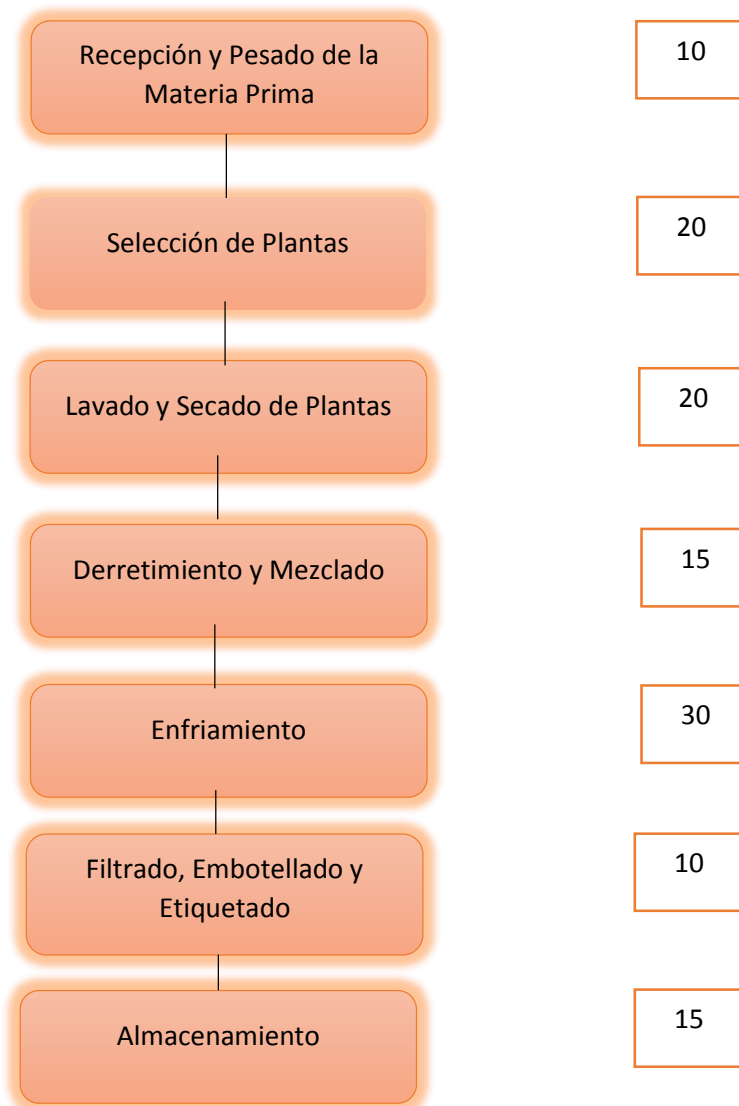 Recepción y Pesado de la
Materia Prima
10
Selección de Plantas
20
Lavado y Secado de Plantas
20
Derretimiento y Mezclado
15
Enfriamiento
30
Filtrado, Embotellado y
Etiquetado
10
Almacenamiento
15